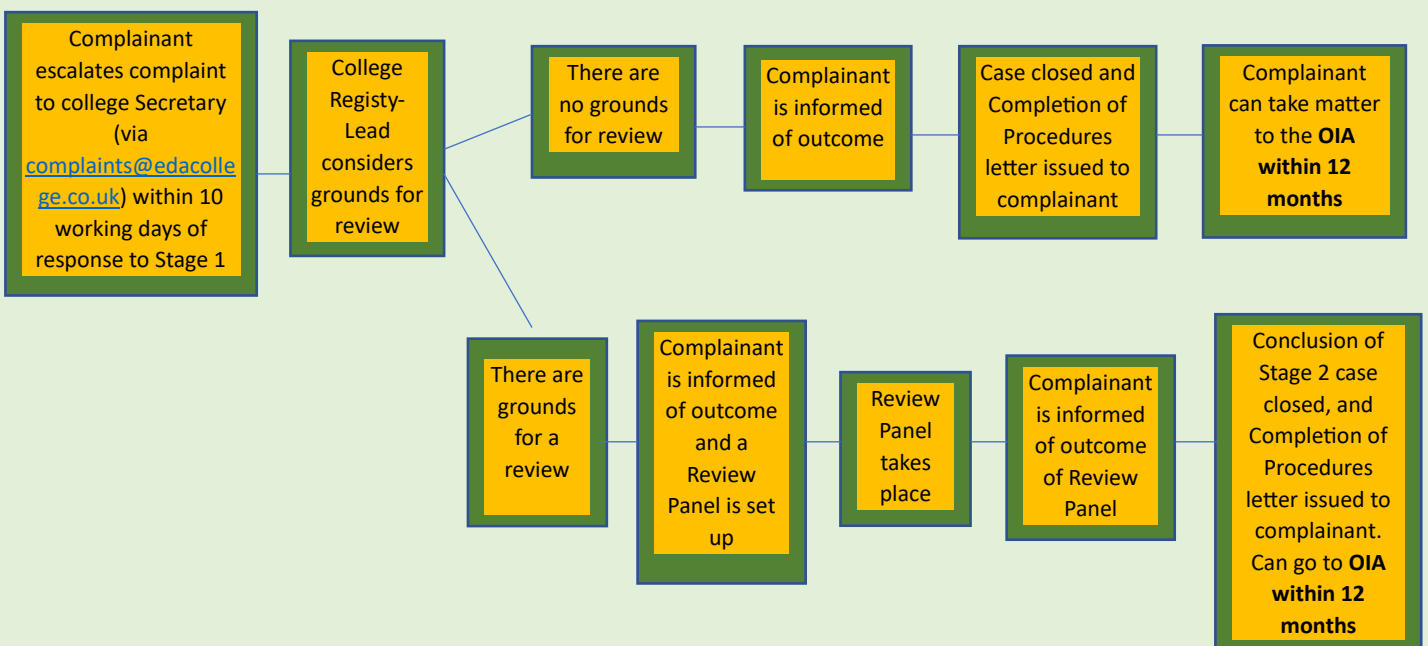 Complainant
escalates complaint
to college Secretary
(via
complaints@edacolle
ge.co.uk) within 10
working days of
response to Stage 1
College
Registy-
Lead
considers
grounds for
review
There are
no grounds
for review
Complainant
is informed
of outcome
Case closed and
Completion of
Procedures
letter issued to
complainant
Complainant
can take matter
to the OIA
within 12
months
There are
grounds
for a
review
Complainant
is informed
of outcome
and a
Review
Panel is set
up
Review
Panel
takes
place
Complainant
is informed
of outcome
of Review
Panel
Conclusion of
Stage 2 case
closed, and
Completion of
Procedures
letter issued to
complainant.
Can go to OIA
within 12
months